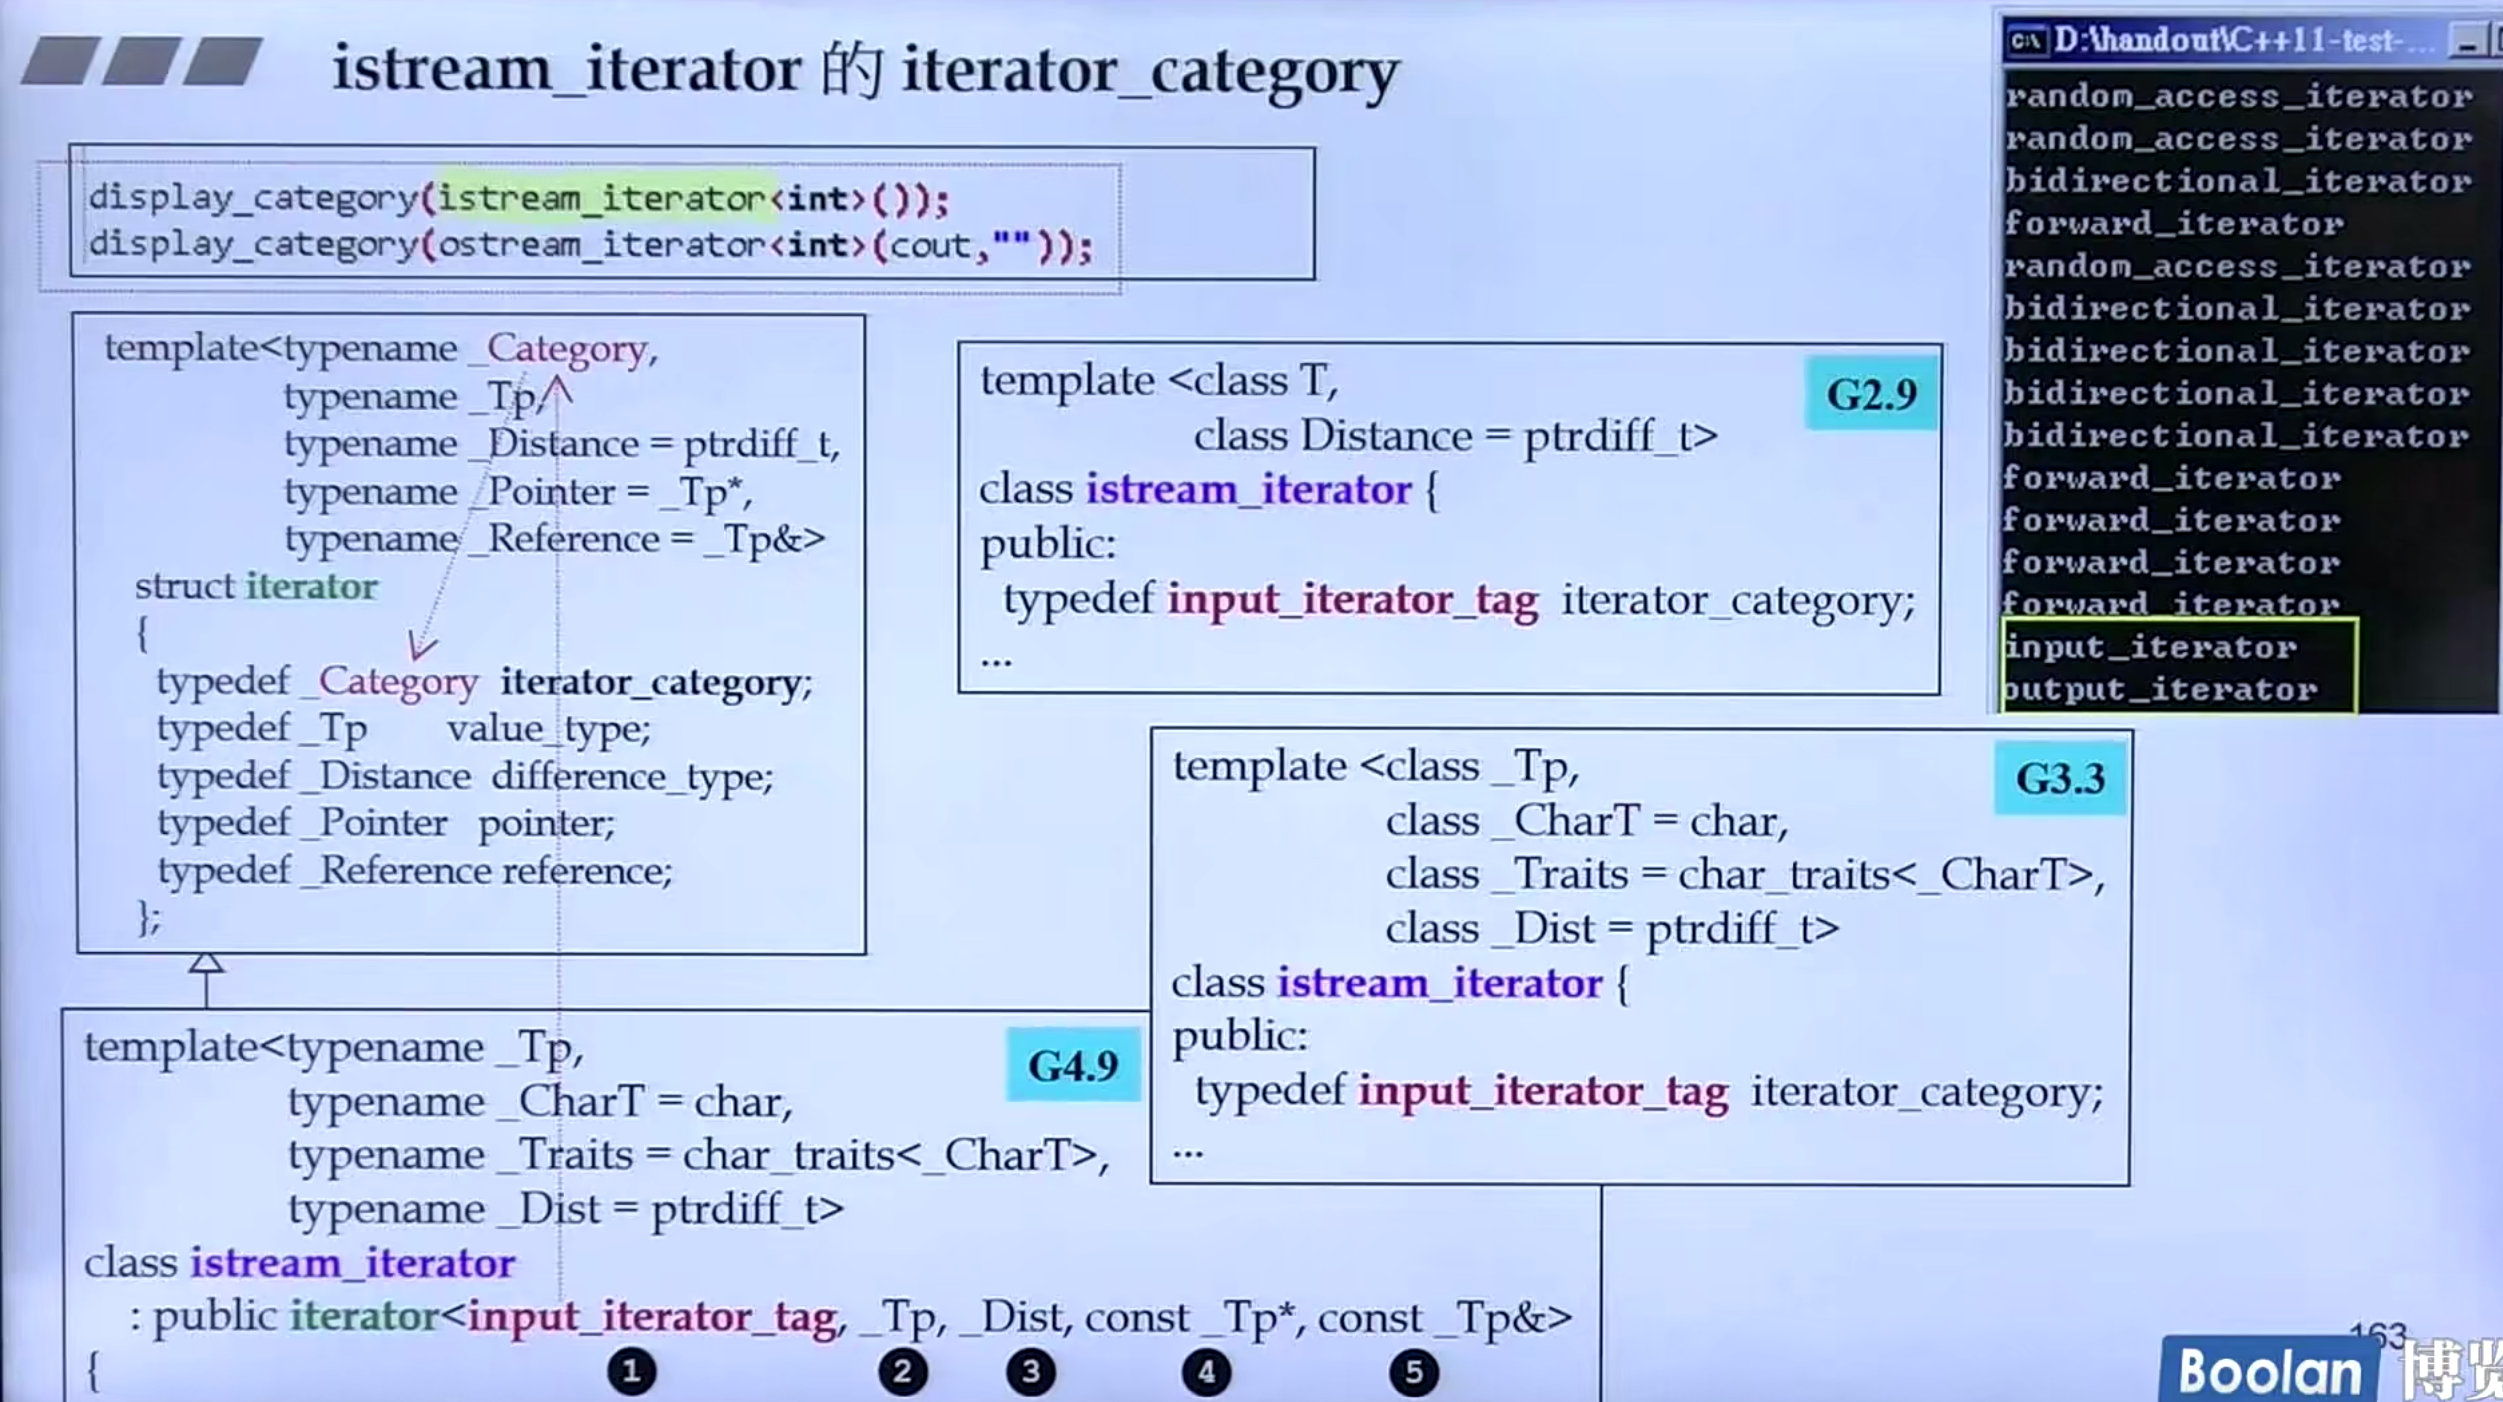 istream_iterator 的 iterator_category
display_category(istream_iterator<int>());
display_category(ostream_iterator<int>(cout,""));
template<typename _Category,
typename _Tp,
typename _Distance = ptrdiff_t,
typename _Pointer = _Tp*,
typename _Reference = _Tp&>
struct iterator
{
typedef _Category iterator_category;
typedef _Tp value_type;
typedef _Distance difference_type;
typedef _Pointer pointer;
typedef _Reference reference;
};
G2.9
template <class T,
class Distance = ptrdiff_t>
class istream_iterator {
public:
typedef input_iterator_tag iterator_category;
...
D:\handout\C++11-test-...
random_access_iterator
random_access_iterator
bidirectional_iterator
forward_iterator
random_access_iterator
bidirectional_iterator
bidirectional_iterator
bidirectional_iterator
bidirectional_iterator
forward_iterator
forward_iterator
forward_iterator
forward_iterator
input_iterator
output_iterator
G3.3
template <class _Tp,
class _CharT = char,
class _Traits = char_traits<_CharT>,
class _Dist = ptrdiff_t>
class istream_iterator {
public:
typedef input_iterator_tag iterator_category;
...
G4.9
template<typename _Tp,
typename _CharT = char,
typename _Traits = char_traits<_CharT>,
typename _Dist = ptrdiff_t>
class istream_iterator
: public iterator<input_iterator_tag, _Tp, _Dist, const _Tp*, const _Tp&>
{
1 2 3 4 5
163
Boolan 博览